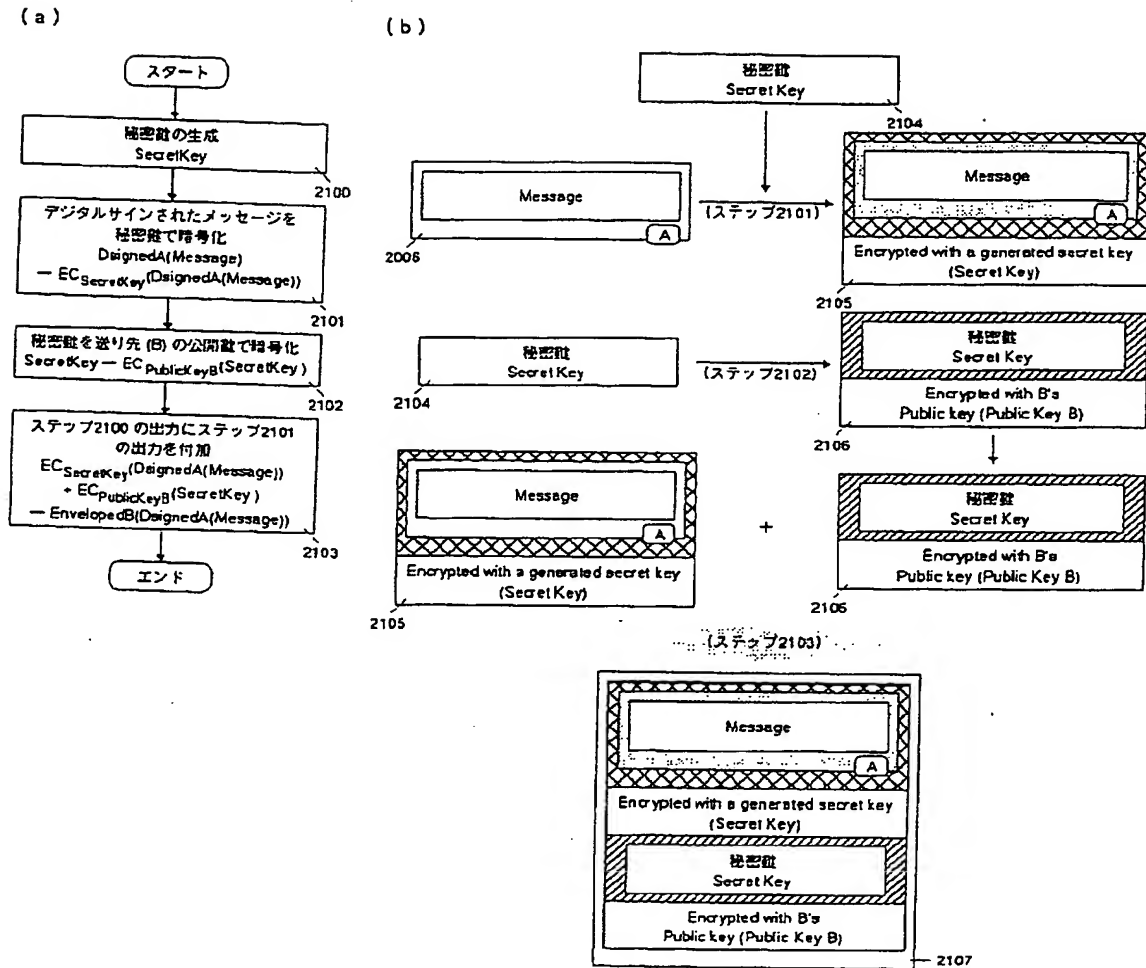 (a)
スタート
秘密鍵の生成
SecretKey
2100
デジタルサインされたメッセージを
秘密鍵で暗号化
DsignedA(Message)
— EC SecretKey(DsignedA(Message))
2101
秘密鍵を送り先 (B) の公開鍵で暗号化
SecretKey — EC PublicKeyB(SecretKey)
2102
ステップ2100の出力にステップ2101
の出力を付加
EC SecretKey(DsignedA(Message))
+ EC PublicKeyB(SecretKey)
— EnvelopedB(DsignedA(Message))
2103
エンド
(b)
秘密鍵
Secret Key
2104
Message
A
2006
(ステップ2101)
Message
A
Encrypted with a generated secret key
(Secret Key)
2105
秘密鍵
Secret Key
2104
(ステップ2102)
秘密鍵
Secret Key
Encrypted with B's
Public key (Public Key B)
2106
Message
A
Encrypted with a generated secret key
(Secret Key)
2105
+
秘密鍵
Secret Key
Encrypted with B's
Public key (Public Key B)
2106
(ステップ2103)
Message
A
Encrypted with a generated secret key
(Secret Key)
秘密鍵
Secret Key
Encrypted with B's
Public key (Public Key B)
2107